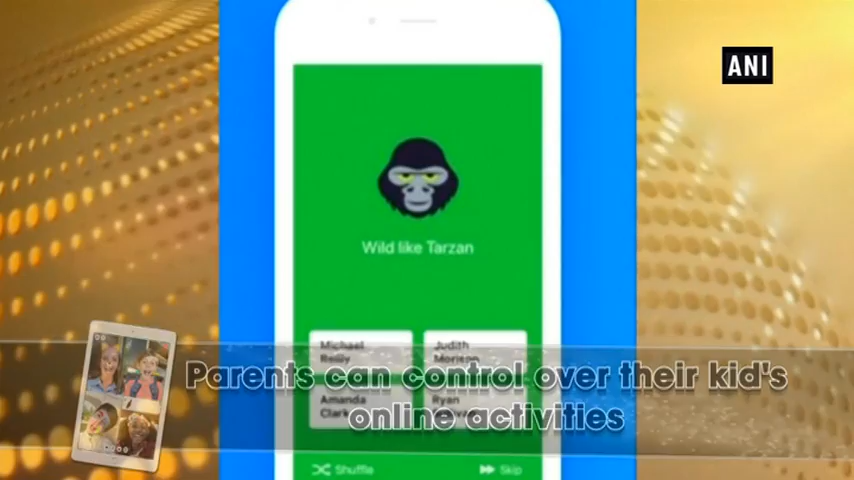 ANI
Wild like Tarzan
Michael
Reilly
Judith
Morison
Parents can control over their kid's
online activities
Amanda
Ryan
Shuffle
Skip